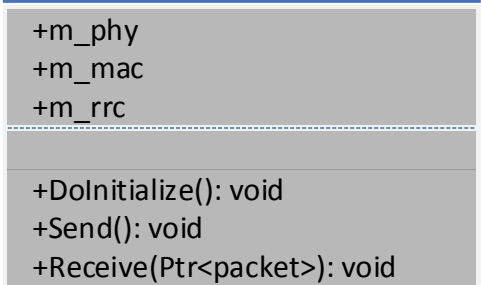 +m_phy
+m_mac
+m_rrc
+DoInitialize(): void
+Send(): void
+Receive(Ptr<packet>): void